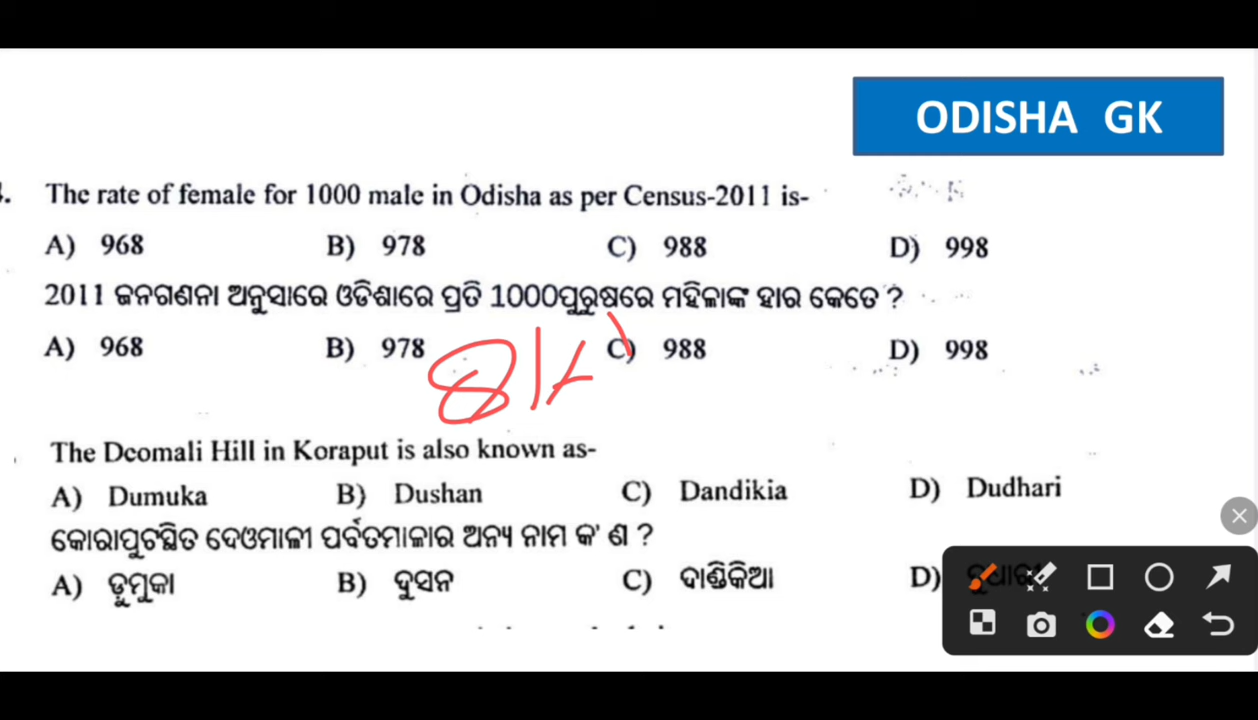 ODISHA GK
The rate of female for 1000 male in Odisha as per Census-2011 is-
A) 968 B) 978 C) 988 D) 998
2011 ଜନଗଣନା ଅନୁସାରେ ଓଡିଶାରେ ପ୍ରତି 1000ପୁରୁଷରେ ମହିଳାଙ୍କ ହାର କେତେ ?
A) 968 B) 978 C) 988 D) 998
The Deomali Hill in Koraput is also known as-
A) Dumuka B) Dushan C) Dandikia D) Dudhari
କୋରାପୁଟସ୍ଥିତ ଦେଓମାଳୀ ପର୍ବତମାଳାର ଅନ୍ୟ ନାମ କ'ଣ ?
A) ଡୁମୁକା B) ଦୁସନ C) ଦାଣ୍ଡିକିଆ D)